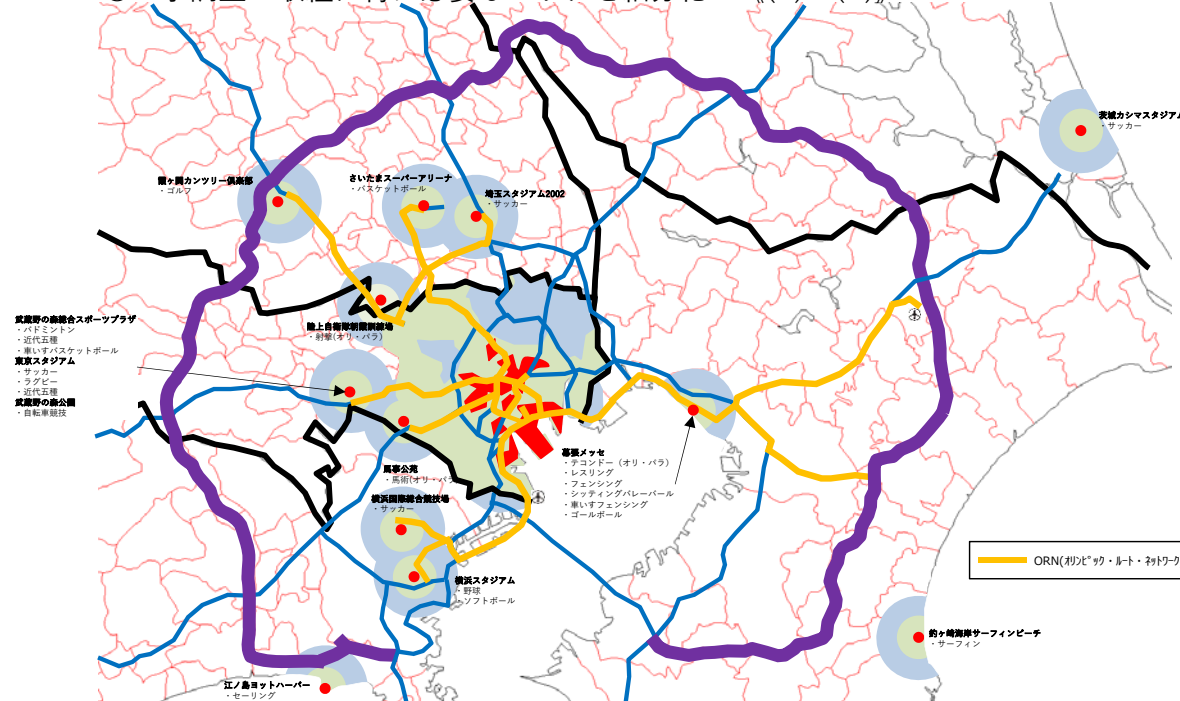 茨城カシマスタジアム
・サッカー
霞ヶ関カンツリー倶楽部
・ゴルフ
さいたまスーパーアリーナ
・バスケットボール
埼玉スタジアム2002
・サッカー
陸上自衛隊朝霞訓練場
・射撃(オリ・パラ)
武蔵野の森総合スポーツプラザ
・バドミントン
・近代五種
・車いすバスケットボール
東京スタジアム
・サッカー
・ラグビー
・近代五種
武蔵野の森公園
・自転車競技
馬事公苑
・馬術(オリ・パラ
横浜国際総合競技場
・サッカー
幕張メッセ
・テコンドー（オリ・パラ）
・レスリング
・フェンシング
・シッティングバレーバール
・車いすフェンシング
・ゴールボール
横浜スタジアム
・野球
・ソフトボール
ORN(オリンピック・ルート・ネットワーク
釣ヶ崎海岸サーフィンビーチ
・サーフィン
江ノ島ヨットハーバー
・セーリング